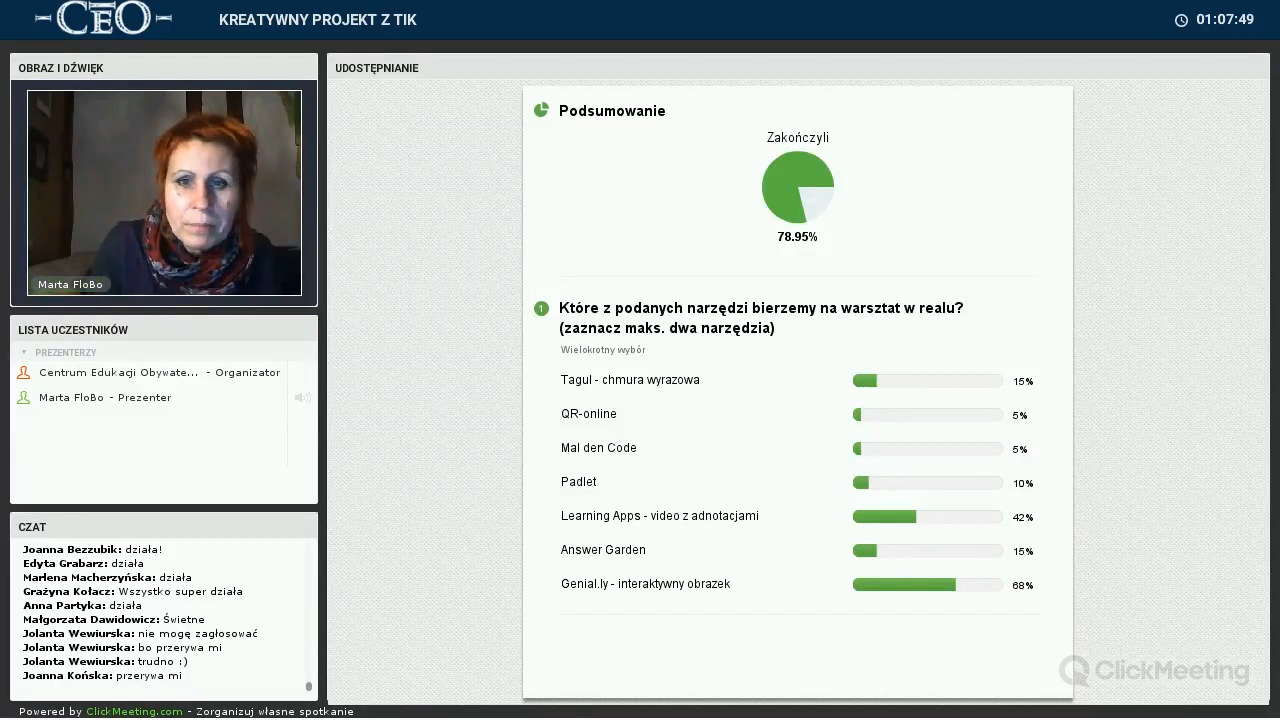 CEO
KREATYWNY PROJEKT Z TIK
01:07:49
OBRAZ I DŹWIĘK
Marta FloBo
LISTA UCZESTNIKÓW
PREZENTERZY
Centrum Edukacji Obywate... - Organizator
Marta FloBo - Prezenter
CZAT
Joanna Bezzubik: działa!
Edyta Grabarz: działa
Marlena Macherzyńska: działa
Grażyna Kołacz: Wszystko super działa
Anna Partyka: działa
Małgorzata Dawidowicz: Świetne
Jolanta Wewiurska: nie mogę zagłosować
Jolanta Wewiurska: bo przerywa mi
Jolanta Wewiurska: trudno :)
Joanna Końska: przerywa mi
UDOSTĘPNIANIE
Podsumowanie
Zakończyli
78.95%
1 Które z podanych narzędzi bierzemy na warsztat w realu?
(zaznacz maks. dwa narzędzia)
Wielokrotny wybór
Tagul - chmura wyrazowa 15%
QR-online 5%
Mal den Code 5%
Padlet 10%
Learning Apps - video z adnotacjami 42%
Answer Garden 15%
Genial.ly - interaktywny obrazek 68%
ClickMeeting
Powered by ClickMeeting.com - Zorganizuj własne spotkanie